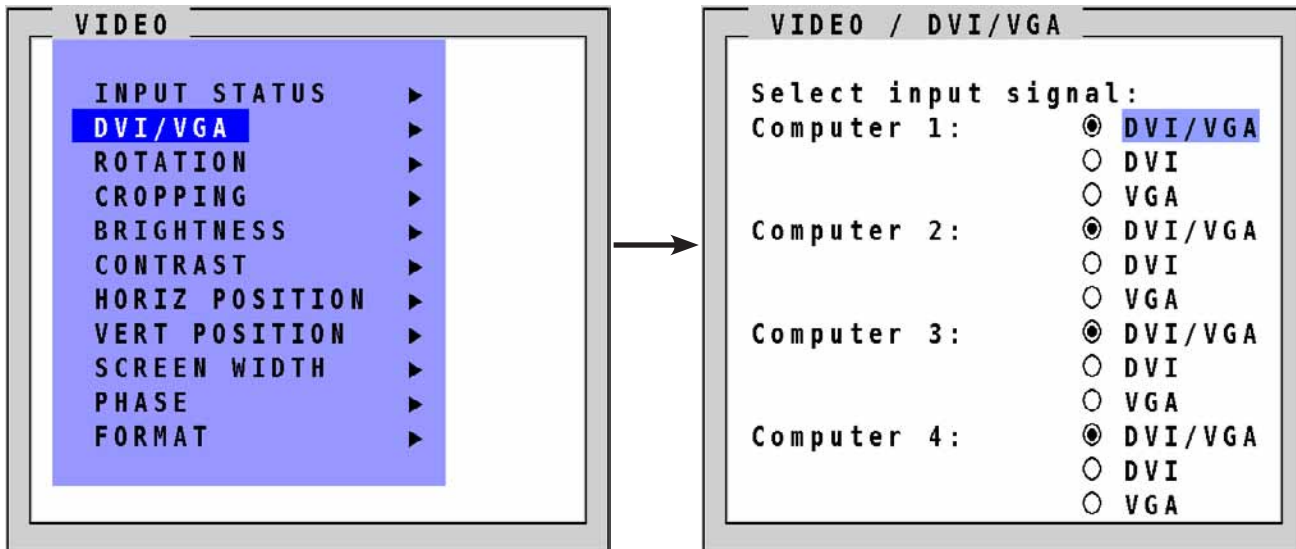 VIDEO
INPUT STATUS
DVI/VGA
ROTATION
CROPPING
BRIGHTNESS
CONTRAST
HORIZ POSITION
VERT POSITION
SCREEN WIDTH
PHASE
FORMAT
VIDEO / DVI/VGA
Select input signal:
Computer 1: DVI/VGA
DVI
VGA
Computer 2: DVI/VGA
DVI
VGA
Computer 3: DVI/VGA
DVI
VGA
Computer 4: DVI/VGA
DVI
VGA